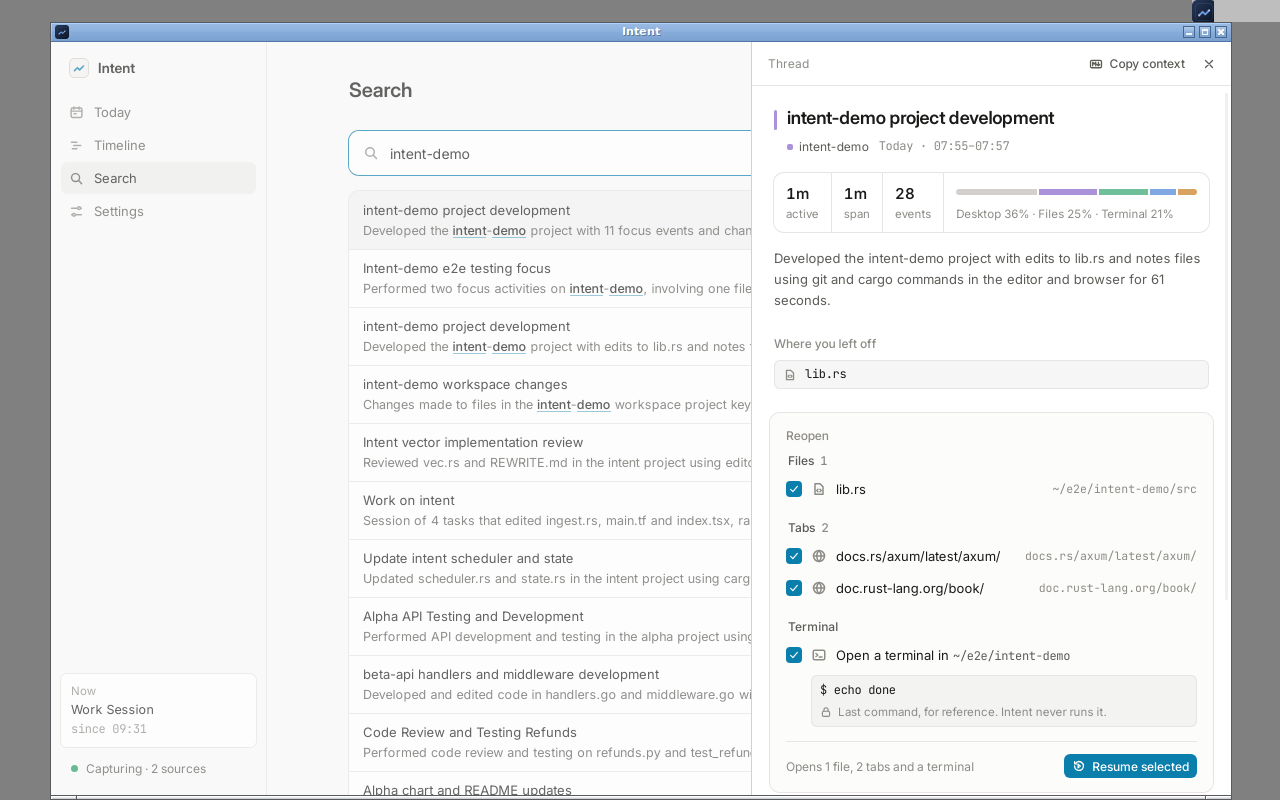 Intent
Intent
Today
Timeline
Search
Settings
Now
Work Session
since 09:31
Capturing · 2 sources
Search
intent-demo
intent-demo project development
Developed the intent-demo project with 11 focus events and chan
Intent-demo e2e testing focus
Performed two focus activities on intent-demo, involving one file
intent-demo project development
Developed the intent-demo project with edits to lib.rs and notes
intent-demo workspace changes
Changes made to files in the intent-demo workspace project key
Intent vector implementation review
Reviewed vec.rs and REWRITE.md in the intent project using edito
Work on intent
Session of 4 tasks that edited ingest.rs, main.tf and index.tsx, ra
Update intent scheduler and state
Updated scheduler.rs and state.rs in the intent project using carg
Alpha API Testing and Development
Performed API development and testing in the alpha project using
beta-api handlers and middleware development
Developed and edited code in handlers.go and middleware.go wi
Code Review and Testing Refunds
Performed code review and testing on refunds.py and test_refun
Alpha chart and README updates
Thread
Copy context
intent-demo project development
intent-demo Today · 07:55–07:57
1m active
1m span
28 events
Desktop 36% · Files 25% · Terminal 21%
Developed the intent-demo project with edits to lib.rs and notes files
using git and cargo commands in the editor and browser for 61
seconds.
Where you left off
lib.rs
Reopen
Files 1
lib.rs ~/e2e/intent-demo/src
Tabs 2
docs.rs/axum/latest/axum/ docs.rs/axum/latest/axum/
doc.rust-lang.org/book/ doc.rust-lang.org/book/
Terminal
Open a terminal in ~/e2e/intent-demo
$ echo done
Last command, for reference. Intent never runs it.
Opens 1 file, 2 tabs and a terminal
Resume selected